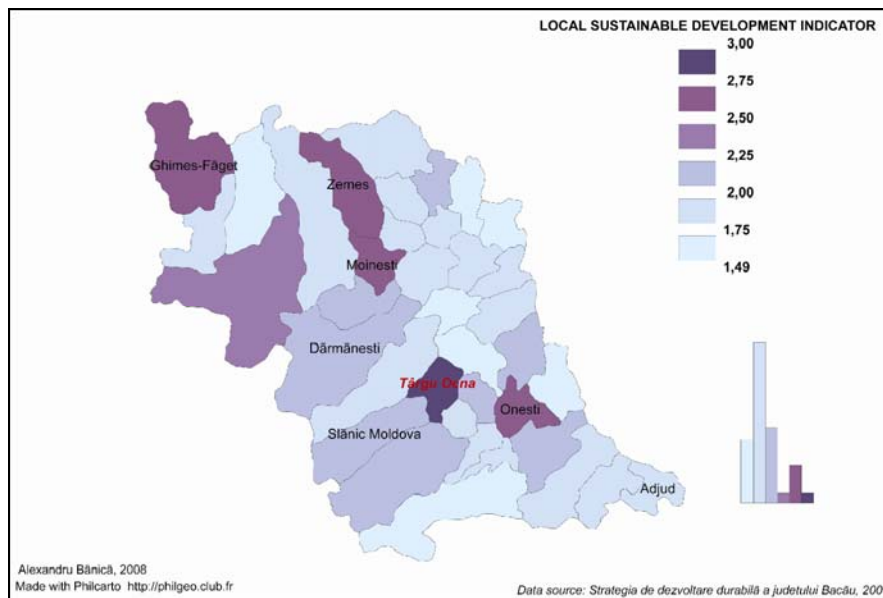 LOCAL SUSTAINABLE DEVELOPMENT INDICATOR
3,00
2,75
2,50
2,25
2,00
1,75
1,49
Ghimes-Făget
Zemes
Moinesti
Dărmănesti
Târgu Ocna
Onesti
Slănic Moldova
Adjud
Alexandru Bănică, 2008
Made with Philcarto http://philgeo.club.fr
Data source: Strategia de dezvoltare durabilă a judetului Bacău, 200